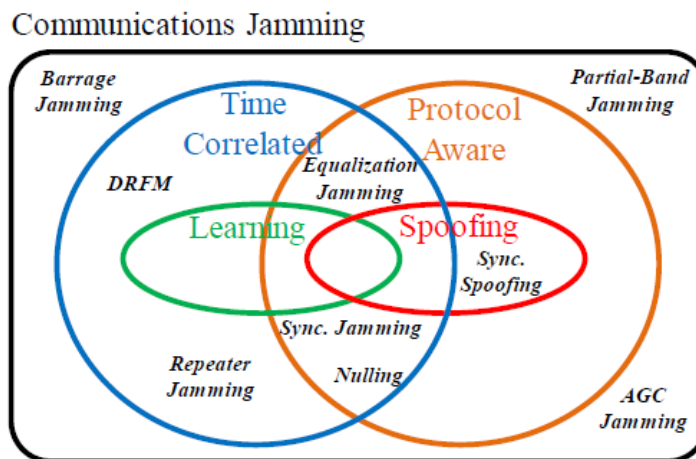 Communications Jamming
Barrage
Jamming
Partial-Band
Jamming
Time
Correlated
Protocol
Aware
Equalization
Jamming
DRFM
Learning
Spoofing
Sync.
Spoofing
Sync. Jamming
Repeater
Jamming
Nulling
AGC
Jamming